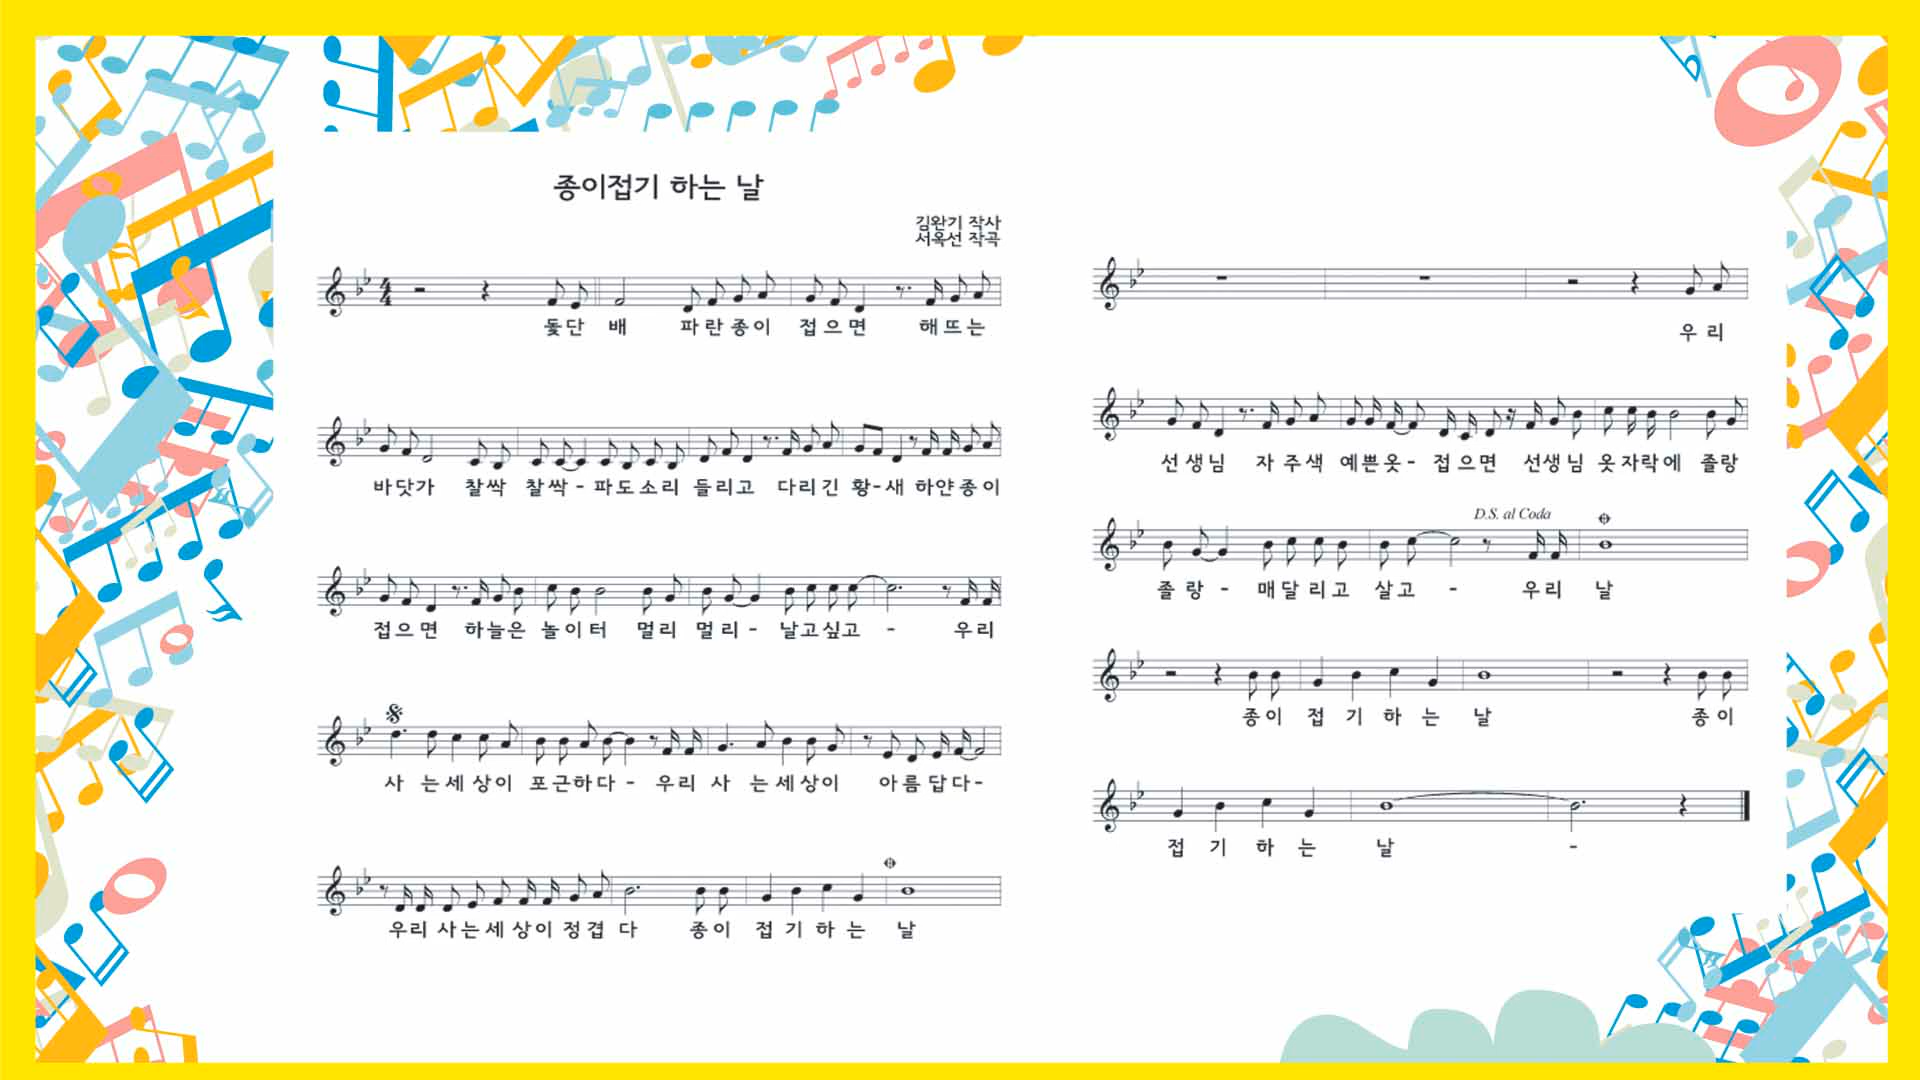 종이접기 하는 날
김완기 작사
서옥선 작곡
돛단 배 파란종이 접으면 해뜨는
바닷가 찰싹 찰싹-파도소리 들리고 다리긴 황-새 하얀종이
접으면 하늘은 놀이터 멀리 멀리- 날고싶고 - 우리
사 는세상이 포근하다- 우리 사 는세상이 아름답다-
우리 사는세상이 정겹 다 종이 접기하는 날
우리
선생님 자주색 예쁜옷- 접으면 선생님 옷자락에 졸랑
D.S. al Coda
졸랑- 매달리고 살고 - 우리 날
종이 접기하는 날 종이
접기하는 날 -